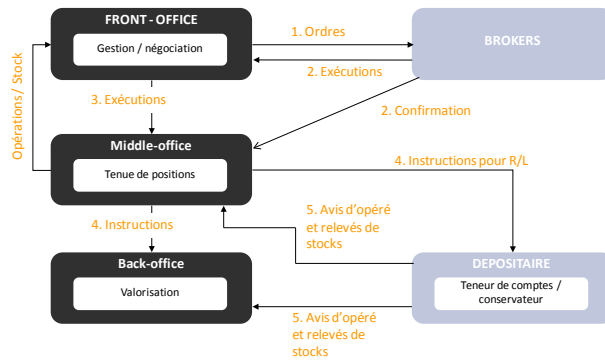 FRONT - OFFICE
Gestion / négociation
1. Ordres
BROKERS
2. Exécutions
Opérations / Stock
3. Exécutions
2. Confirmation
Middle-office
Tenue de positions
4. Instructions pour R/L
4. Instructions
5. Avis d'opéré
et relevés de
stocks
Back-office
Valorisation
DEPOSITAIRE
Teneur de comptes /
conservateur
5. Avis d'opéré
et relevés de
stocks